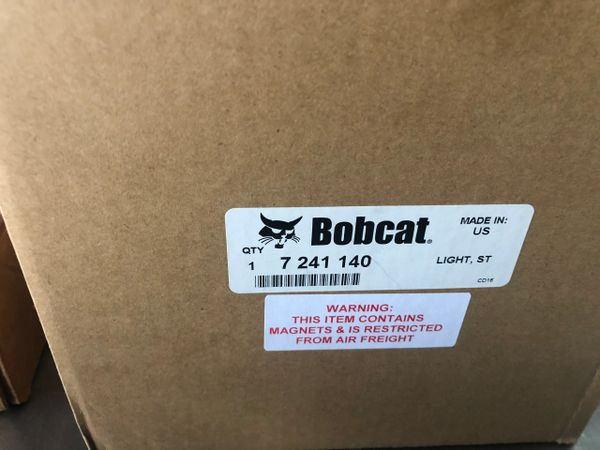 Bobcat.
MADE IN:
US
QTY
1 7 241 140
LIGHT, ST
CD16
WARNING:
THIS ITEM CONTAINS
MAGNETS & IS RESTRICTED
FROM AIR FREIGHT